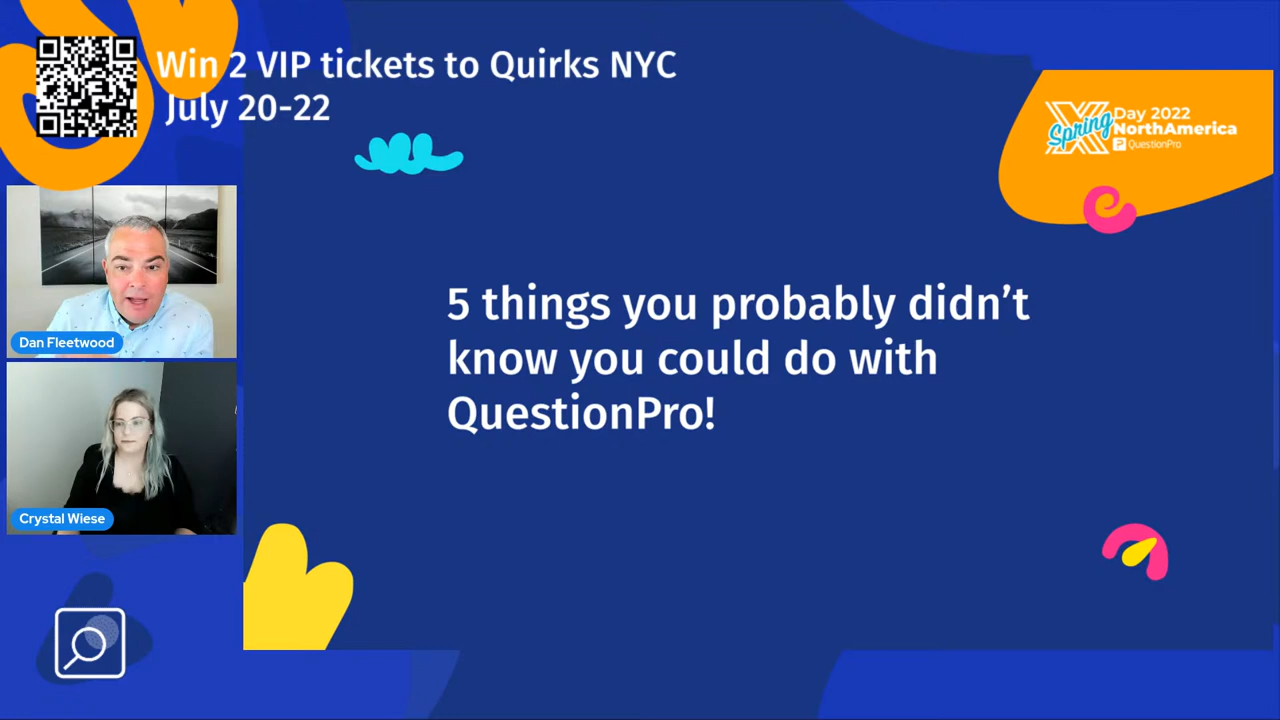 Win 2 VIP tickets to Quirks NYC
July 20-22
X
Spring
Day 2022
NorthAmerica
QuestionPro
Dan Fleetwood
5 things you probably didn’t
know you could do with
QuestionPro!
Crystal Wiese